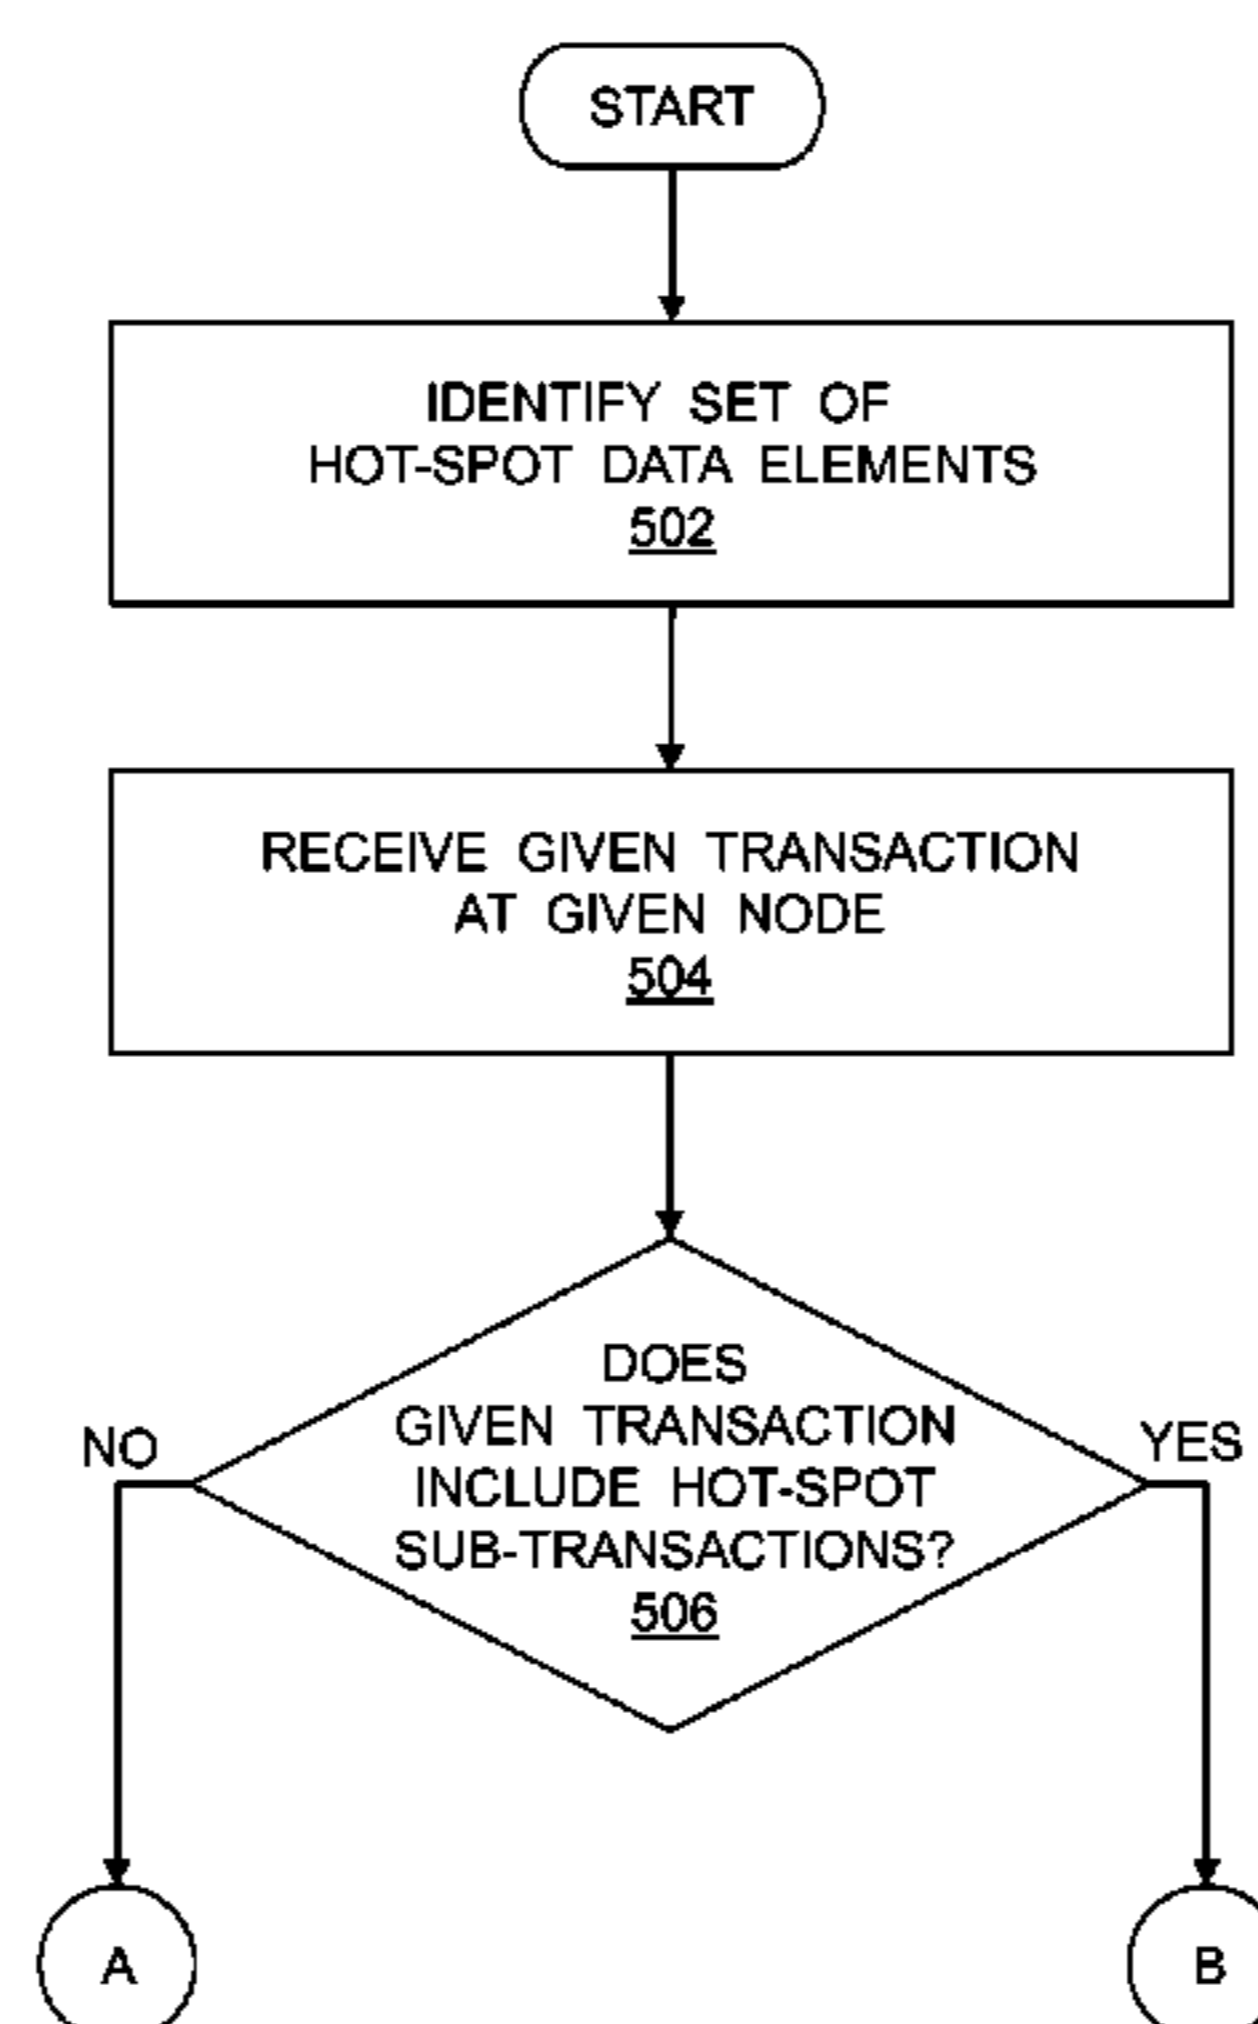 START
IDENTIFY SET OF
HOT-SPOT DATA ELEMENTS
502
RECEIVE GIVEN TRANSACTION
AT GIVEN NODE
504
DOES
GIVEN TRANSACTION
INCLUDE HOT-SPOT
SUB-TRANSACTIONS?
506
NO
YES
A
B